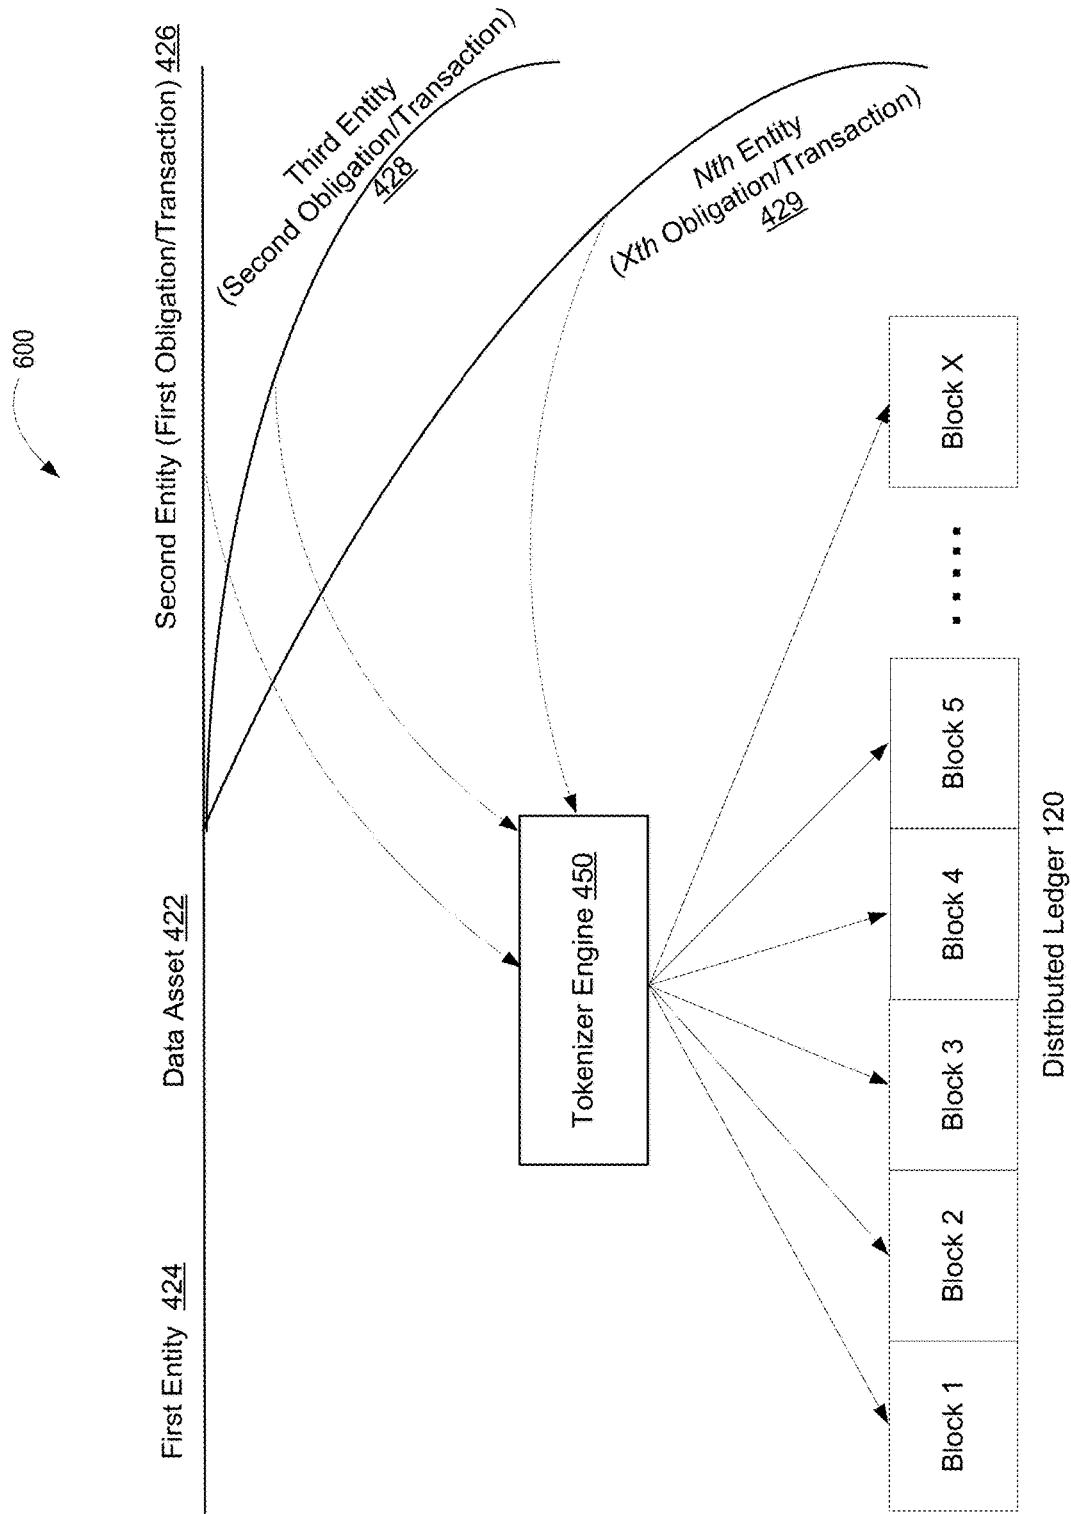 600
First Entity 424
Data Asset 422
Second Entity (First Obligation/Transaction) 426
Third Entity
(Second Obligation/Transaction)
428
Nth Entity
(Xth Obligation/Transaction)
429
Tokenizer Engine 450
Block 1
Block 2
Block 3
Block 4
Block 5
Block X
Distributed Ledger 120